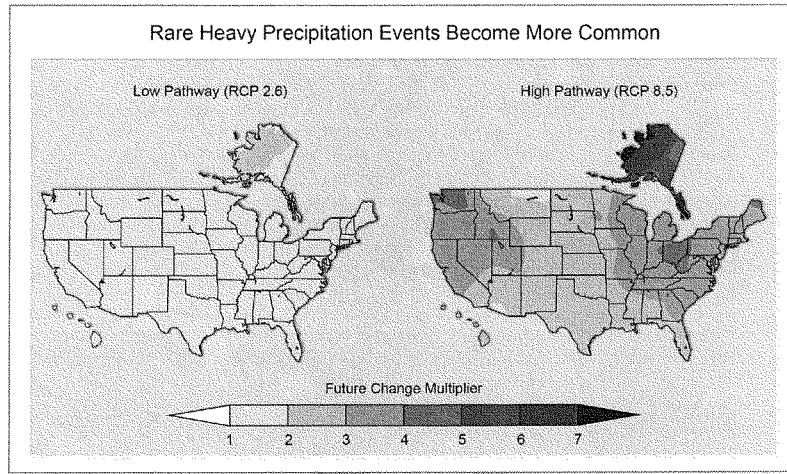 Rare Heavy Precipitation Events Become More Common
Low Pathway (RCP 2.6)
High Pathway (RCP 8.5)
Future Change Multiplier
1 2 3 4 5 6 7